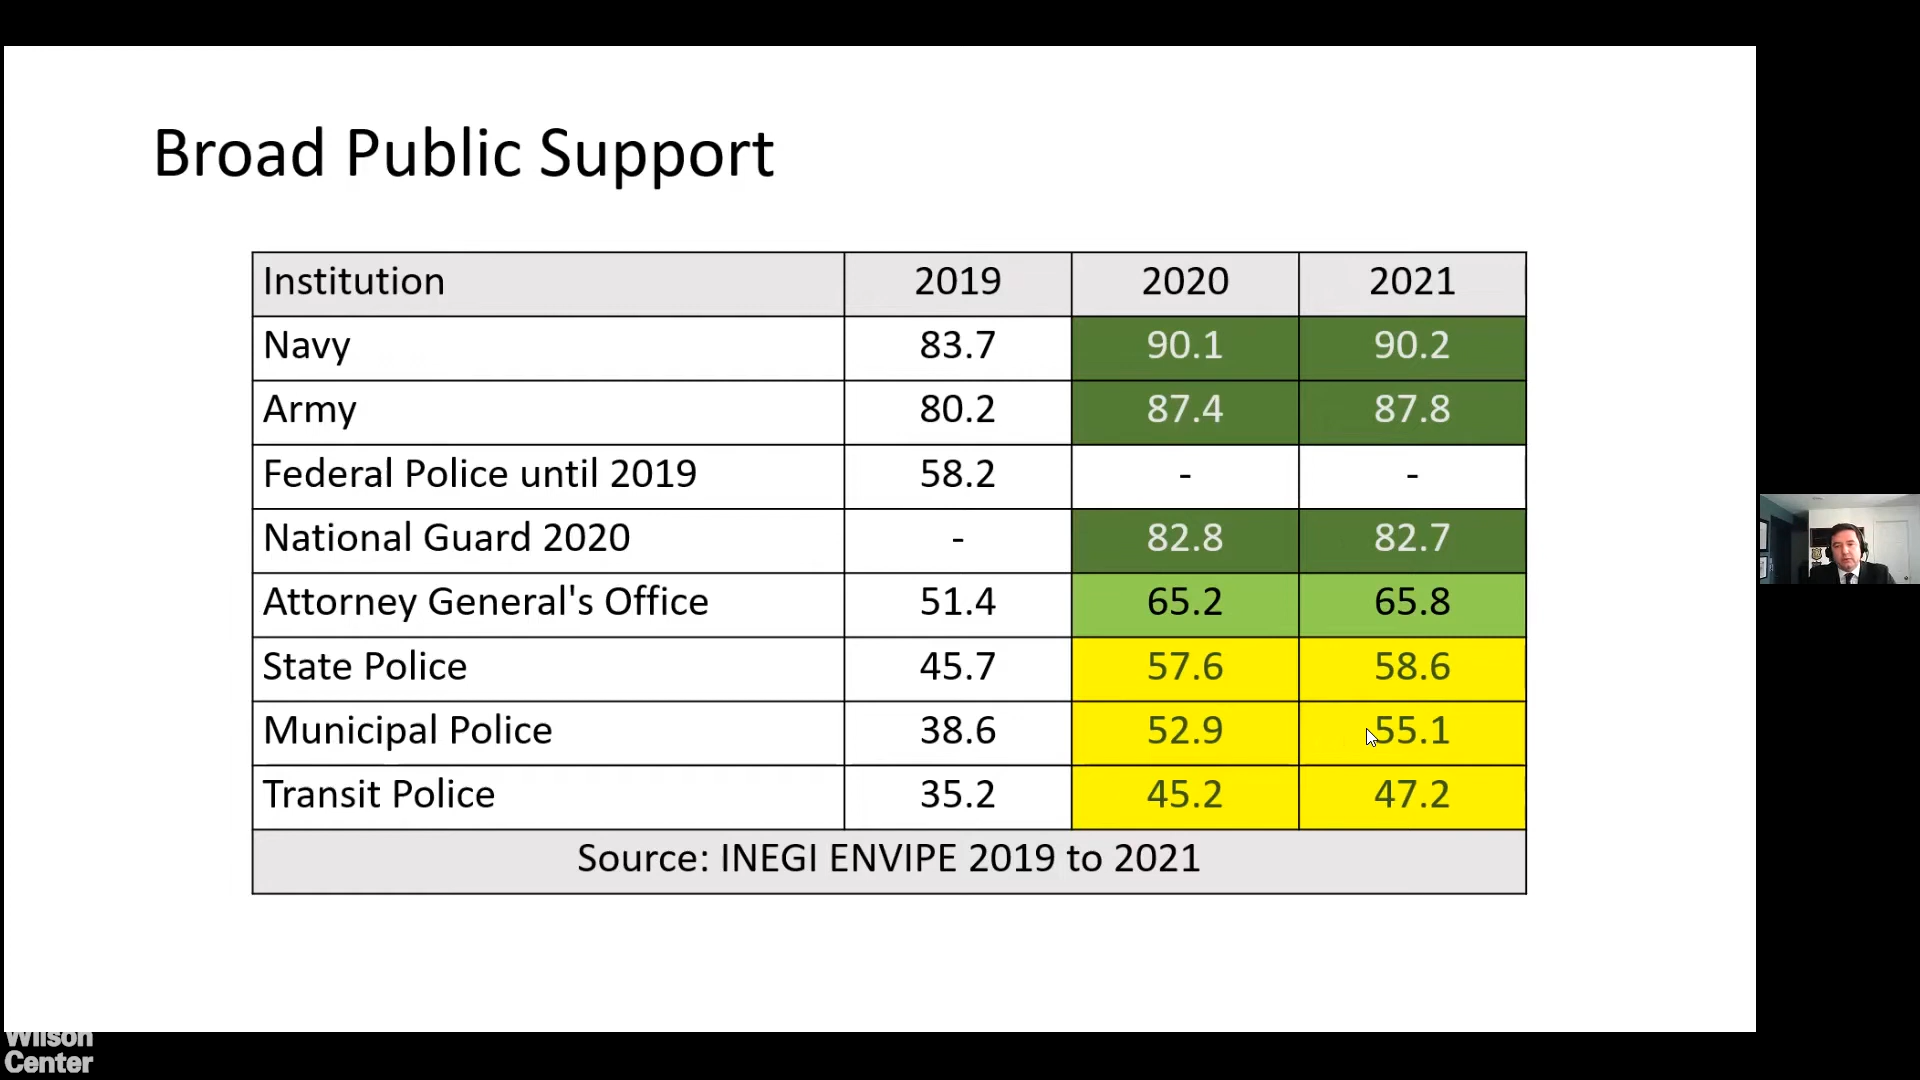 Broad Public Support
Institution 2019 2020 2021
Navy 83.7 90.1 90.2
Army 80.2 87.4 87.8
Federal Police until 2019 58.2 - -
National Guard 2020 - 82.8 82.7
Attorney General's Office 51.4 65.2 65.8
State Police 45.7 57.6 58.6
Municipal Police 38.6 52.9 55.1
Transit Police 35.2 45.2 47.2
Source: INEGI ENVIPE 2019 to 2021
Wilson
Center